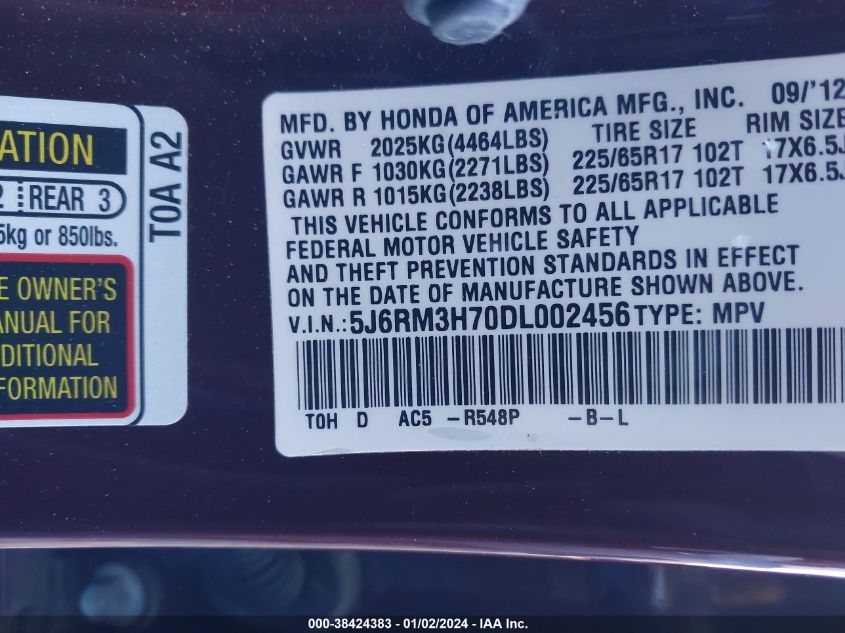 ATION
2 REAR 3
5kg or 850lbs.
E OWNER'S
ANUAL FOR
DITIONAL
FORMATION
T0A A2
MFD. BY HONDA OF AMERICA MFG., INC. 09/'12
GVWR 2025KG(4464LBS) TIRE SIZE RIM SIZE
GAWR F 1030KG(2271LBS) 225/65R17 102T 17X6.5J
GAWR R 1015KG(2238LBS) 225/65R17 102T 17X6.5J
THIS VEHICLE CONFORMS TO ALL APPLICABLE
FEDERAL MOTOR VEHICLE SAFETY
AND THEFT PREVENTION STANDARDS IN EFFECT
ON THE DATE OF MANUFACTURE SHOWN ABOVE.
V.I.N.: 5J6RM3H70DL002456 TYPE: MPV
T0H D AC5 -R548P -B-L
000-38424383 - 01/02/2024 - IAA Inc.